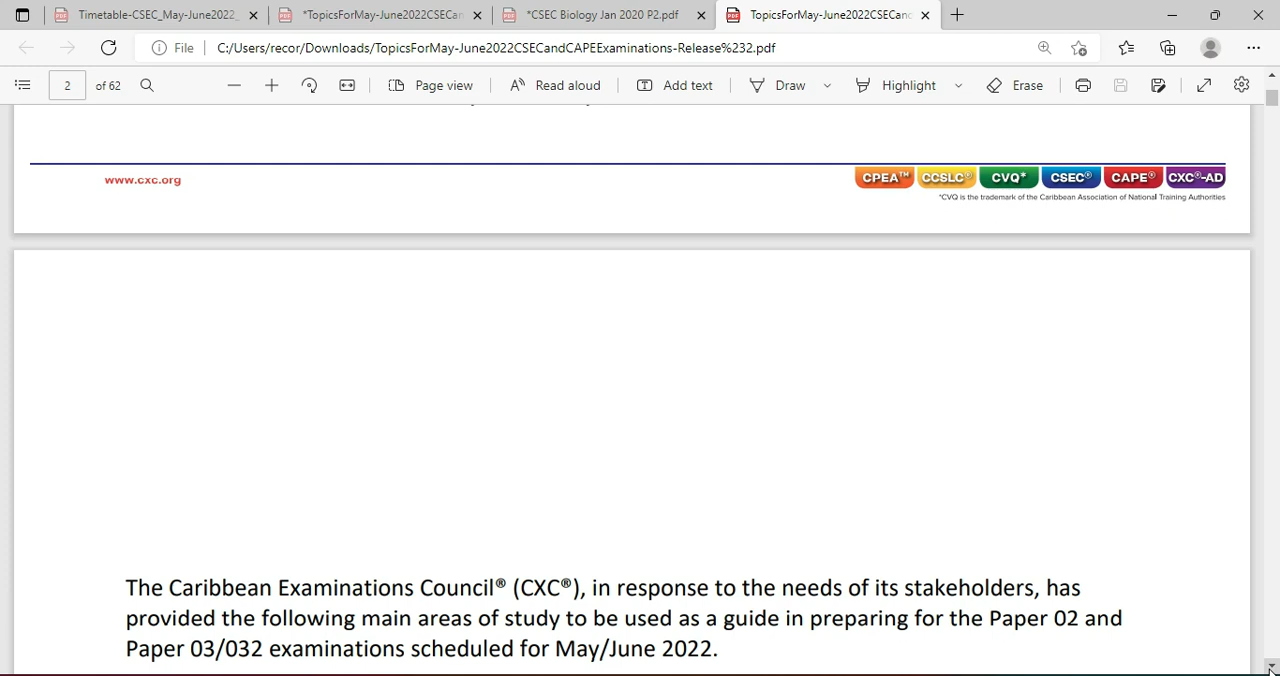 Timetable-CSEC_May-June2022_
*TopicsForMay-June2022CSECan
*CSEC Biology Jan 2020 P2.pdf
TopicsForMay-June2022CSECand
File
C:/Users/recor/Downloads/TopicsForMay-June2022CSECandCAPEExaminations-Release%232.pdf
2 of 62
Page view
Read aloud
Add text
Draw
Highlight
Erase
www.cxc.org
CPEA™ CCSLC® CVQ* CSEC® CAPE® CXC®-AD
*CVQ is the trademark of the Caribbean Association of National Training Authorities
The Caribbean Examinations Council® (CXC®), in response to the needs of its stakeholders, has
provided the following main areas of study to be used as a guide in preparing for the Paper 02 and
Paper 03/032 examinations scheduled for May/June 2022.